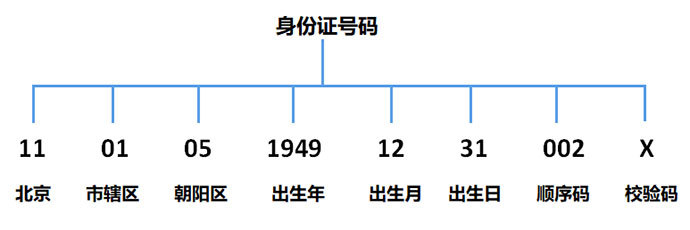 身份证号码
11 01 05 1949 12 31 002 X
北京 市辖区 朝阳区 出生年 出生月 出生日 顺序码 校验码